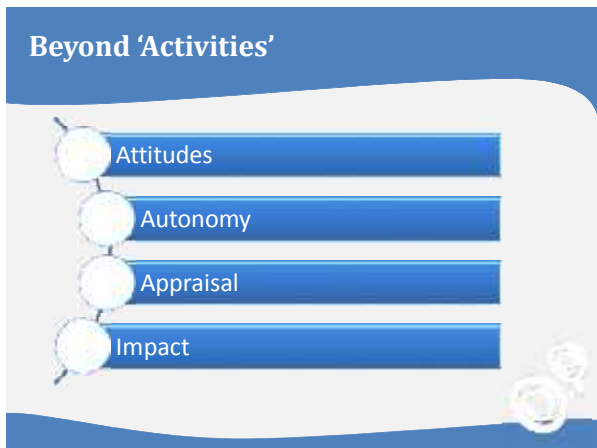 Beyond ‘Activities’
Attitudes
Autonomy
Appraisal
Impact